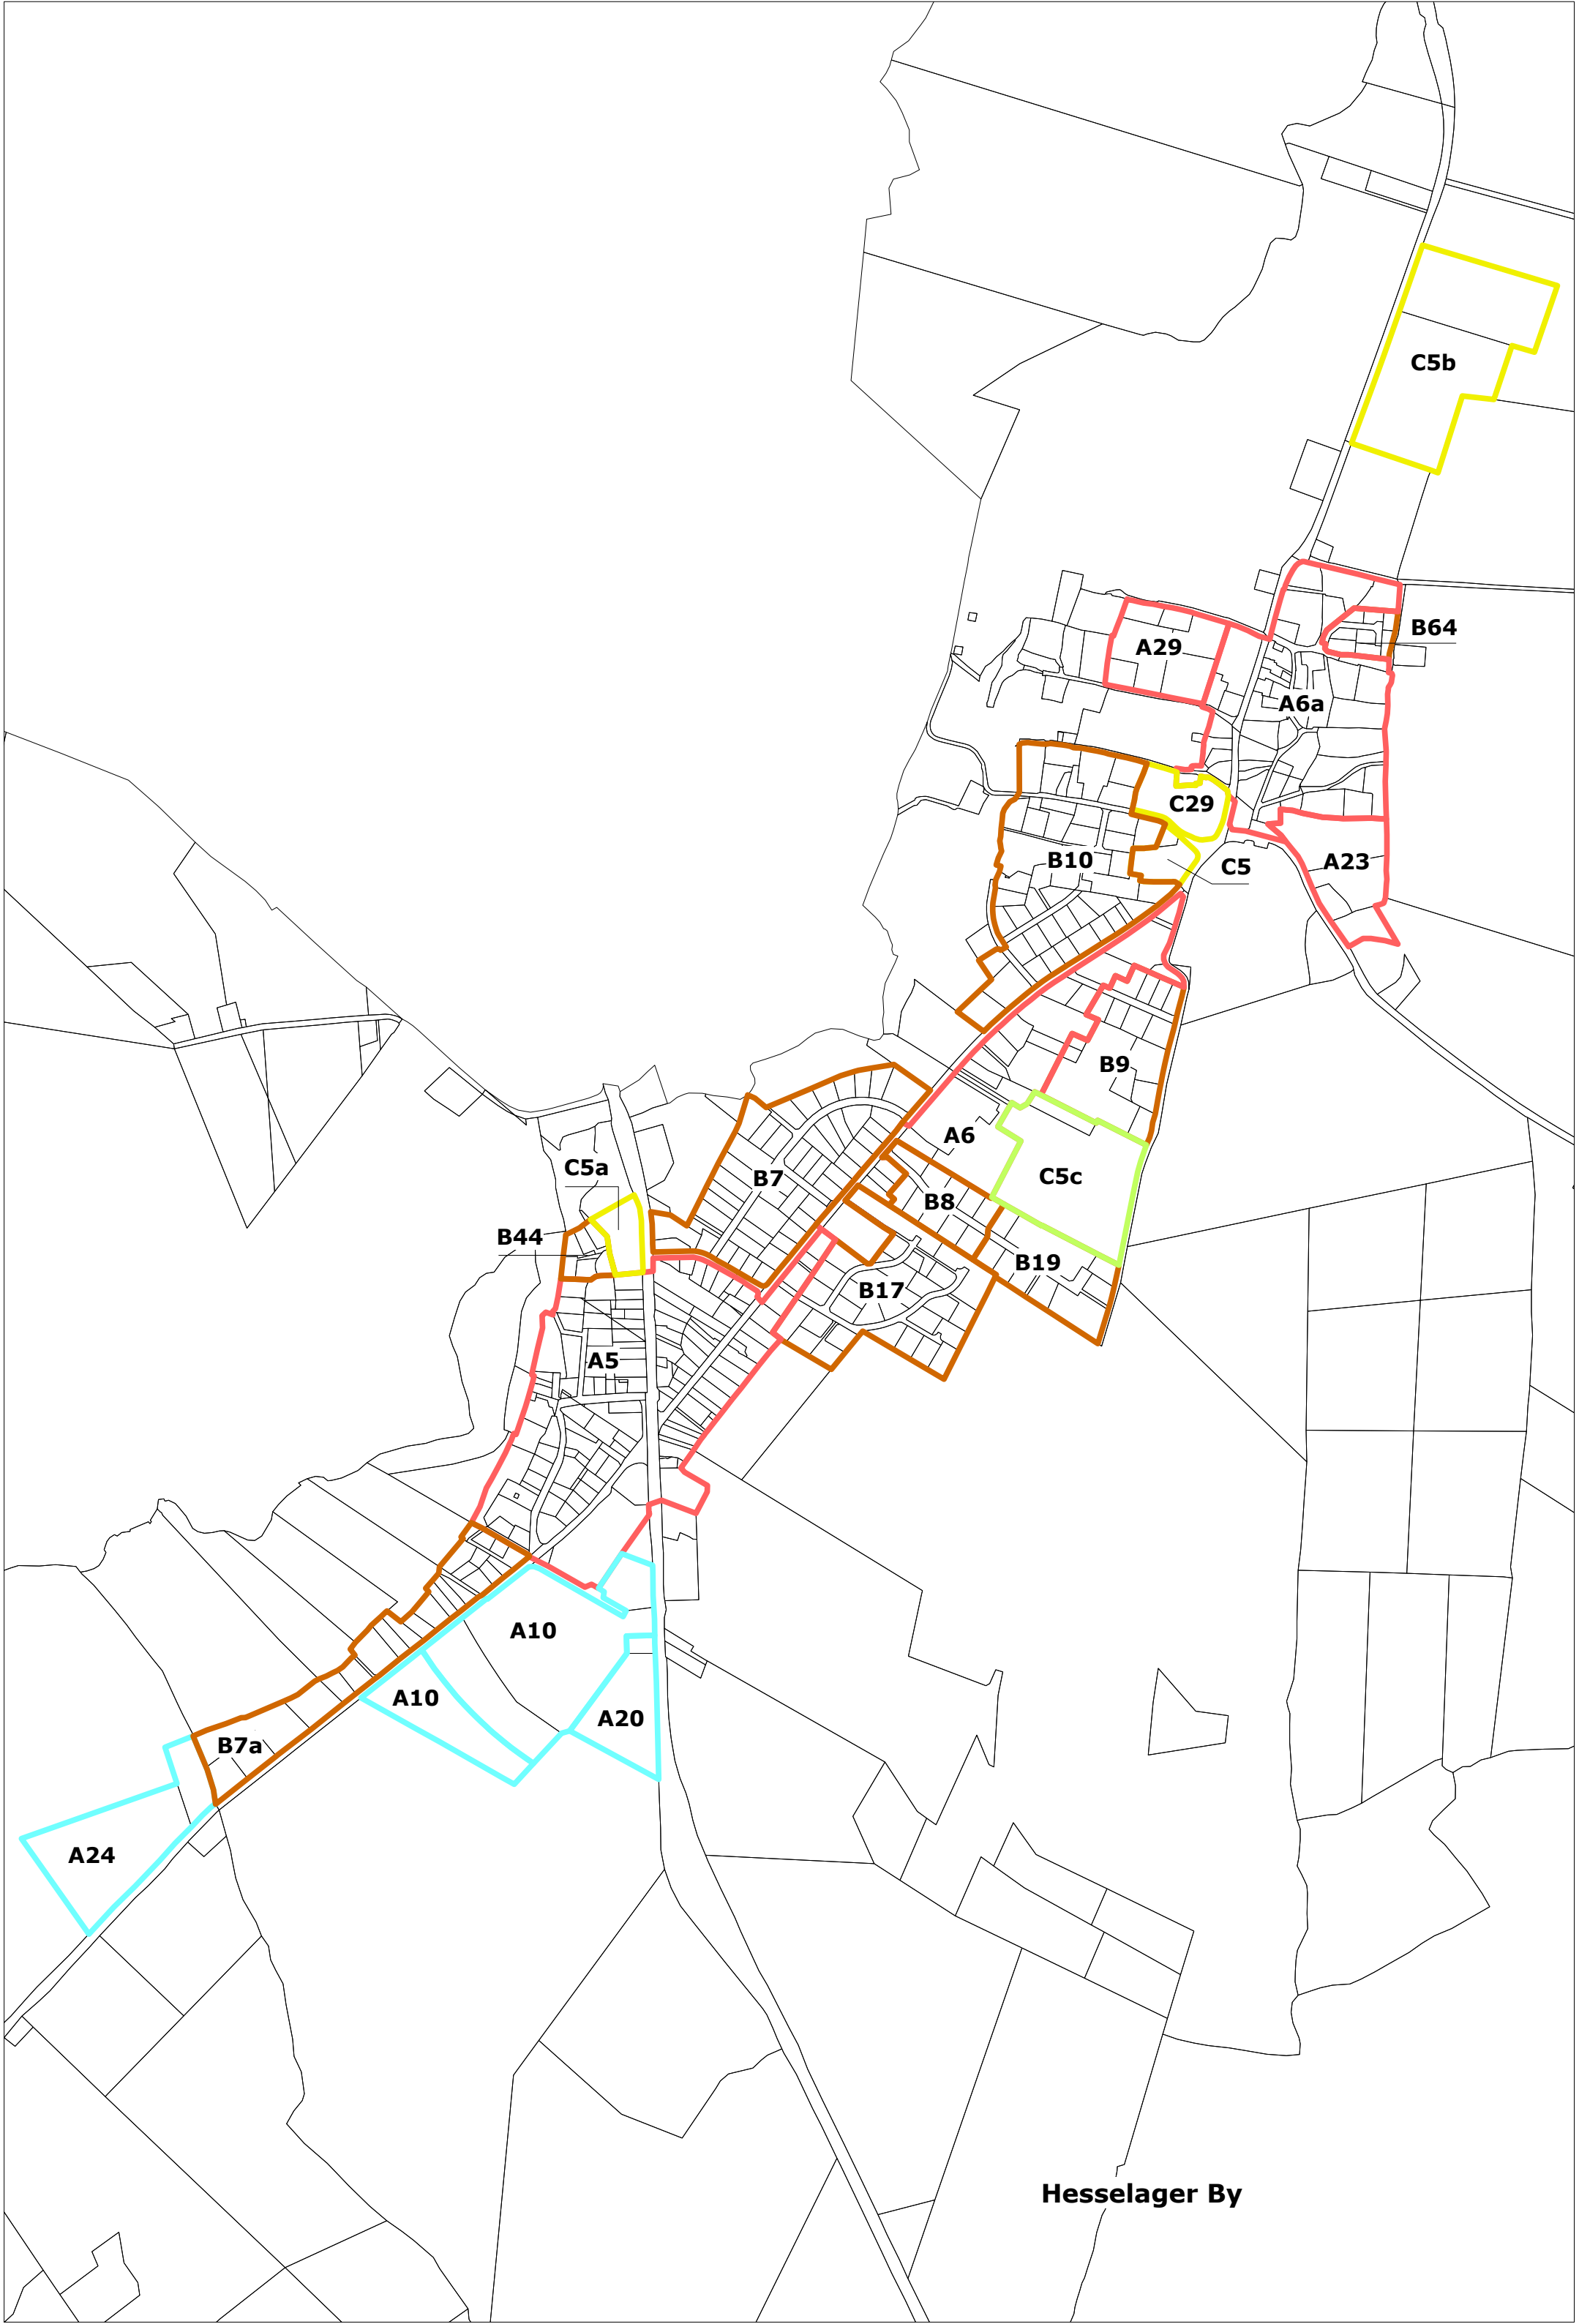 C5b
B64
A29
A6a
C29
B10
C5
A23
B9
A6
C5a
B7
C5c
B8
B44
B19
B17
A5
A10
A10
A20
B7a
A24
Hesselager By